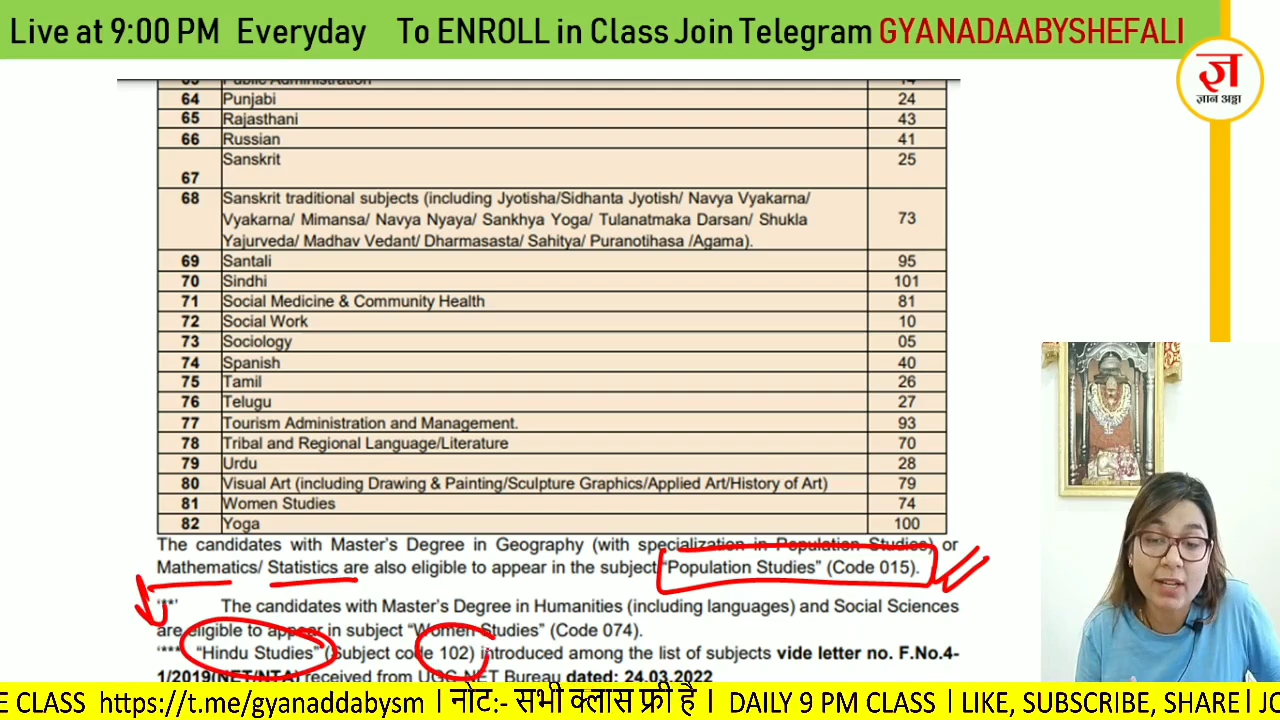 Live at 9:00 PM Everyday To ENROLL in Class Join Telegram GYANADAABYSHEFALI
ज्ञ
ज्ञान अड्डा
Public Administration 14
64 Punjabi 24
65 Rajasthani 43
66 Russian 41
67 Sanskrit 25
68 Sanskrit traditional subjects (including Jyotisha/Sidhanta Jyotish/ Navya Vyakarna/
Vyakarna/ Mimansa/ Navya Nyaya/ Sankhya Yoga/ Tulanatmaka Darsan/ Shukla 73
Yajurveda/ Madhav Vedant/ Dharmasasta/ Sahitya/ Puranotihasa /Agama).
69 Santali 95
70 Sindhi 101
71 Social Medicine & Community Health 81
72 Social Work 10
73 Sociology 05
74 Spanish 40
75 Tamil 26
76 Telugu 27
77 Tourism Administration and Management. 93
78 Tribal and Regional Language/Literature 70
79 Urdu 28
80 Visual Art (including Drawing & Painting/Sculpture Graphics/Applied Art/History of Art) 79
81 Women Studies 74
82 Yoga 100
The candidates with Master's Degree in Geography (with specialization in Population Studies) or
Mathematics/ Statistics are also eligible to appear in the subject "Population Studies" (Code 015).
'**' The candidates with Master's Degree in Humanities (including languages) and Social Sciences
are eligible to appear in subject "Women Studies" (Code 074).
'*** "Hindu Studies" (Subject code 102) introduced among the list of subjects vide letter no. F.No.4-
1/2019(NET/NTA) received from UGC-NET Bureau dated: 24.03.2022
E CLASS https://t.me/gyanaddabysm । नोट:- सभी क्लास फ्री है । DAILY 9 PM CLASS । LIKE, SUBSCRIBE, SHARE। JO